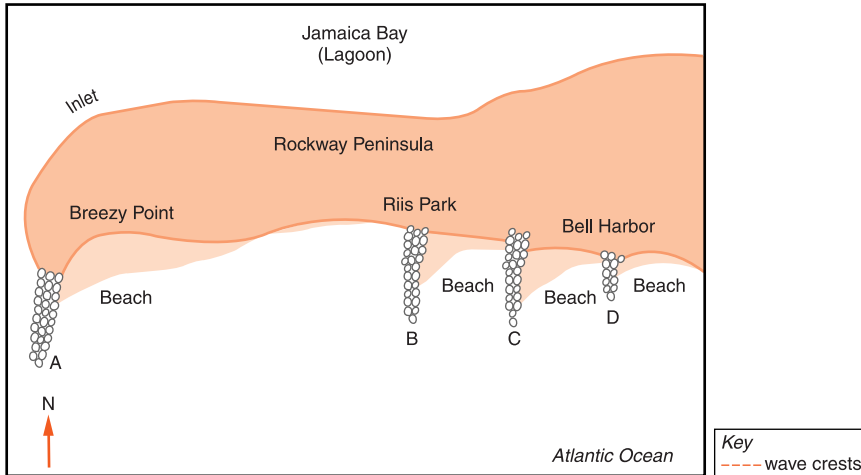 Jamaica Bay
(Lagoon)
Inlet
Rockway Peninsula
Breezy Point
Riis Park
Bell Harbor
Beach
Beach
Beach
Beach
A
B
C
D
N
Atlantic Ocean
Key
wave crests